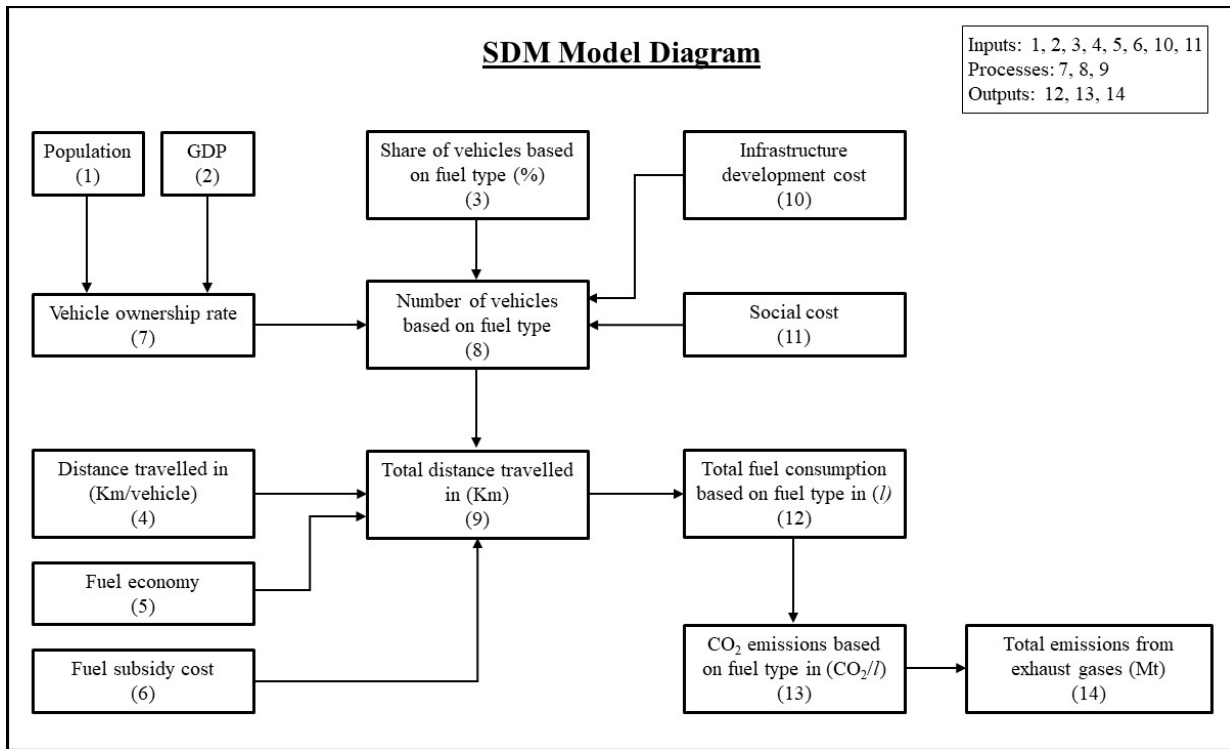 SDM Model Diagram
Inputs: 1, 2, 3, 4, 5, 6, 10, 11
Processes: 7, 8, 9
Outputs: 12, 13, 14
Population
(1)
GDP
(2)
Share of vehicles based
on fuel type (%)
(3)
Infrastructure
development cost
(10)
Vehicle ownership rate
(7)
Number of vehicles
based on fuel type
(8)
Social cost
(11)
Distance travelled in
(Km/vehicle)
(4)
Total distance travelled
in (Km)
(9)
Total fuel consumption
based on fuel type in (l)
(12)
Fuel economy
(5)
Fuel subsidy cost
(6)
CO₂ emissions based
on fuel type in (CO₂/l)
(13)
Total emissions from
exhaust gases (Mt)
(14)